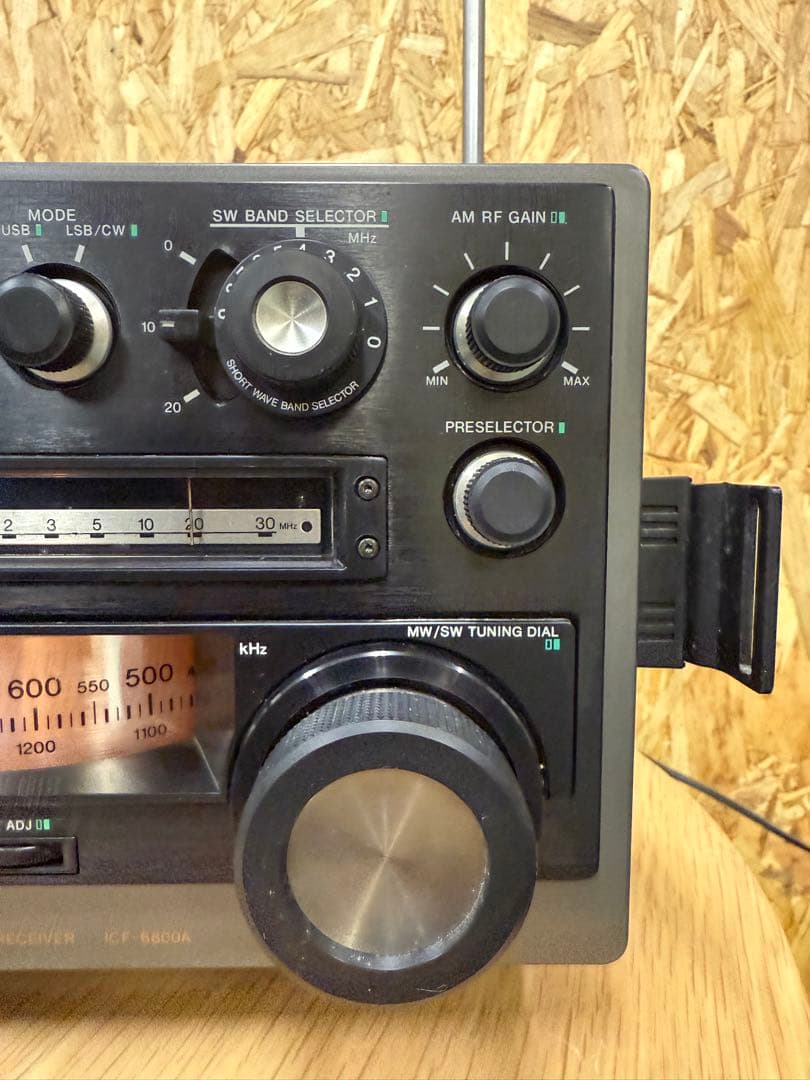 MODE
USB LSB/CW
SW BAND SELECTOR
MHz
0
10
20
4 3 2 1 0
SHORT WAVE BAND SELECTOR
AM RF GAIN
MIN MAX
PRESELECTOR
2 3 5 10 20 30 MHz
MW/SW TUNING DIAL
kHz
600 550 500
1200 1100
ADJ
RECEIVER ICF-6800A